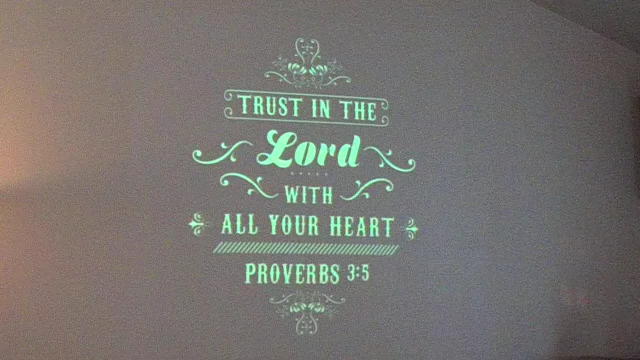 TRUST IN THE
Lord
WITH
ALL YOUR HEART
PROVERBS 3:5